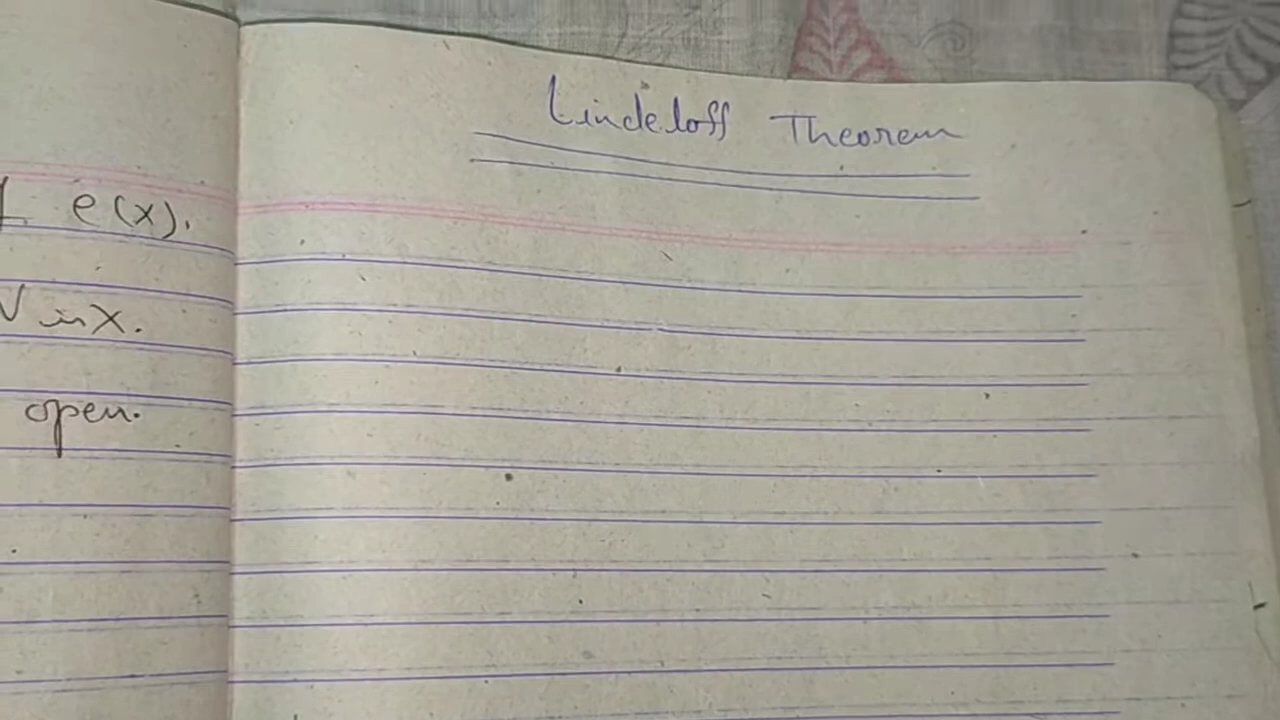 Lindeloff Theorem
e(x).
V in X.
open.